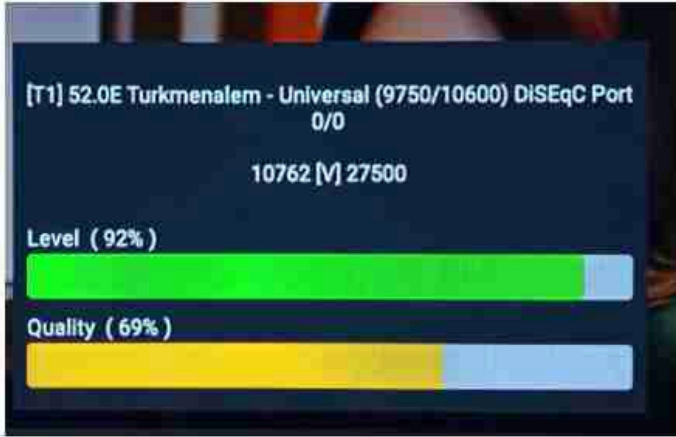 [T1] 52.0E Turkmenalem - Universal (9750/10600) DiSEqC Port
0/0
10762 [V] 27500
Level ( 92% )
Quality ( 69% )